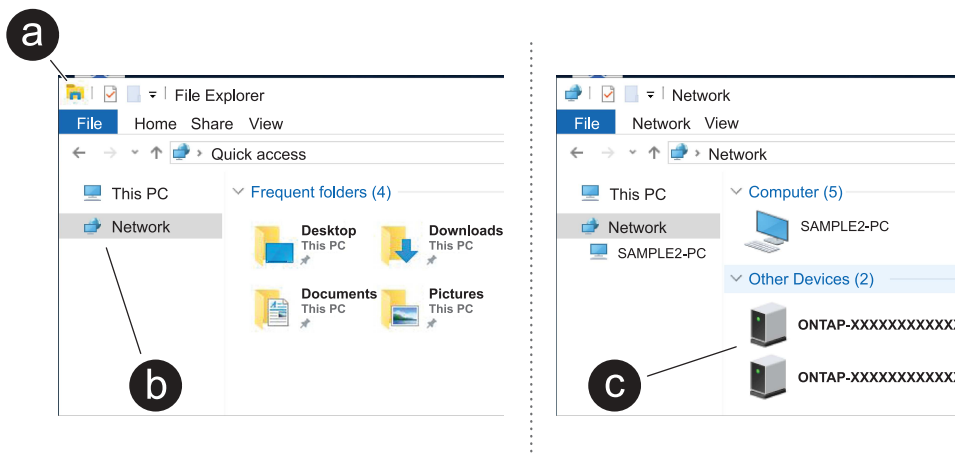 a
File Explorer
File Home Share View
Quick access
This PC
Network
Frequent folders (4)
Desktop
This PC
Downloads
This PC
Documents
This PC
Pictures
This PC
b
Network
File Network View
Network
This PC
Network
SAMPLE2-PC
Computer (5)
SAMPLE2-PC
Other Devices (2)
ONTAP-XXXXXXXXXXXX
ONTAP-XXXXXXXXXXXX
c